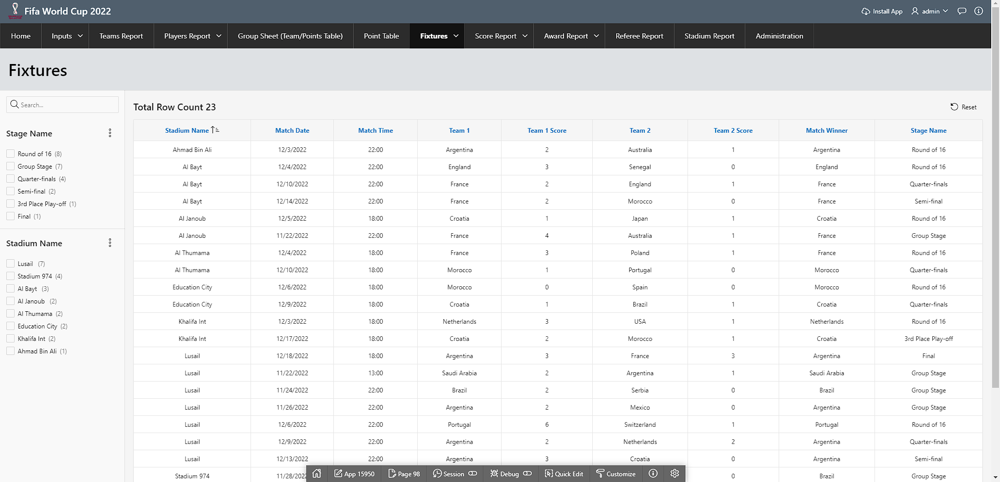 Fifa World Cup 2022
Install App admin
Home Inputs Teams Report Players Report Group Sheet (Team/Points Table) Point Table Fixtures Score Report Award Report Referee Report Stadium Report Administration
Fixtures
Search...
Stage Name
Round of 16 (8)
Group Stage (7)
Quarter-finals (4)
Semi-final (2)
3rd Place Play-off (1)
Final (1)
Stadium Name
Lusail (7)
Stadium 974 (4)
Al Bayt (3)
Al Janoub (2)
Al Thumama (2)
Education City (2)
Khalifa Int (2)
Ahmad Bin Ali (1)
Total Row Count 23
Reset
Stadium Name Match Date Match Time Team 1 Team 1 Score Team 2 Team 2 Score Match Winner Stage Name
Ahmad Bin Ali 12/3/2022 22:00 Argentina 2 Australia 1 Argentina Round of 16
Al Bayt 12/4/2022 22:00 England 3 Senegal 0 England Round of 16
Al Bayt 12/10/2022 22:00 France 2 England 1 France Quarter-finals
Al Bayt 12/14/2022 22:00 France 2 Morocco 0 France Semi-final
Al Janoub 12/5/2022 18:00 Croatia 1 Japan 1 Croatia Round of 16
Al Janoub 11/22/2022 22:00 France 4 Australia 1 France Group Stage
Al Thumama 12/4/2022 18:00 France 3 Poland 1 France Round of 16
Al Thumama 12/10/2022 18:00 Morocco 1 Portugal 0 Morocco Quarter-finals
Education City 12/6/2022 18:00 Morocco 0 Spain 0 Morocco Round of 16
Education City 12/9/2022 18:00 Croatia 1 Brazil 1 Croatia Quarter-finals
Khalifa Int 12/3/2022 18:00 Netherlands 3 USA 1 Netherlands Round of 16
Khalifa Int 12/17/2022 18:00 Croatia 2 Morocco 1 Croatia 3rd Place Play-off
Lusail 12/18/2022 18:00 Argentina 3 France 3 Argentina Final
Lusail 11/22/2022 13:00 Saudi Arabia 2 Argentina 1 Saudi Arabia Group Stage
Lusail 11/24/2022 22:00 Brazil 2 Serbia 0 Brazil Group Stage
Lusail 11/26/2022 22:00 Argentina 2 Mexico 0 Argentina Group Stage
Lusail 12/6/2022 22:00 Portugal 6 Switzerland 1 Portugal Round of 16
Lusail 12/9/2022 22:00 Argentina 2 Netherlands 2 Argentina Quarter-finals
Lusail 12/13/2022 22:00 Argentina 3 Croatia 0 Argentina Semi-final
Stadium 974 11/28/2022 0 Brazil Group Stage
App 15950 Page 98 Session Debug Quick Edit Customize